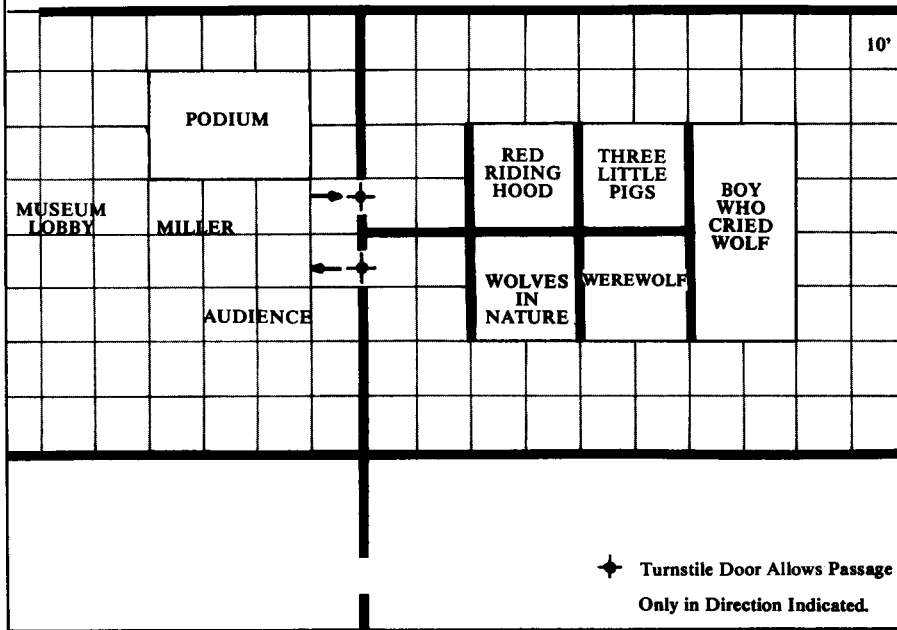 10'
PODIUM
RED
RIDING
HOOD
THREE
LITTLE
PIGS
BOY
WHO
CRIED
WOLF
MUSEUM
LOBBY
MILLER
WOLVES
IN
NATURE
WEREWOLF
AUDIENCE
Turnstile Door Allows Passage
Only in Direction Indicated.